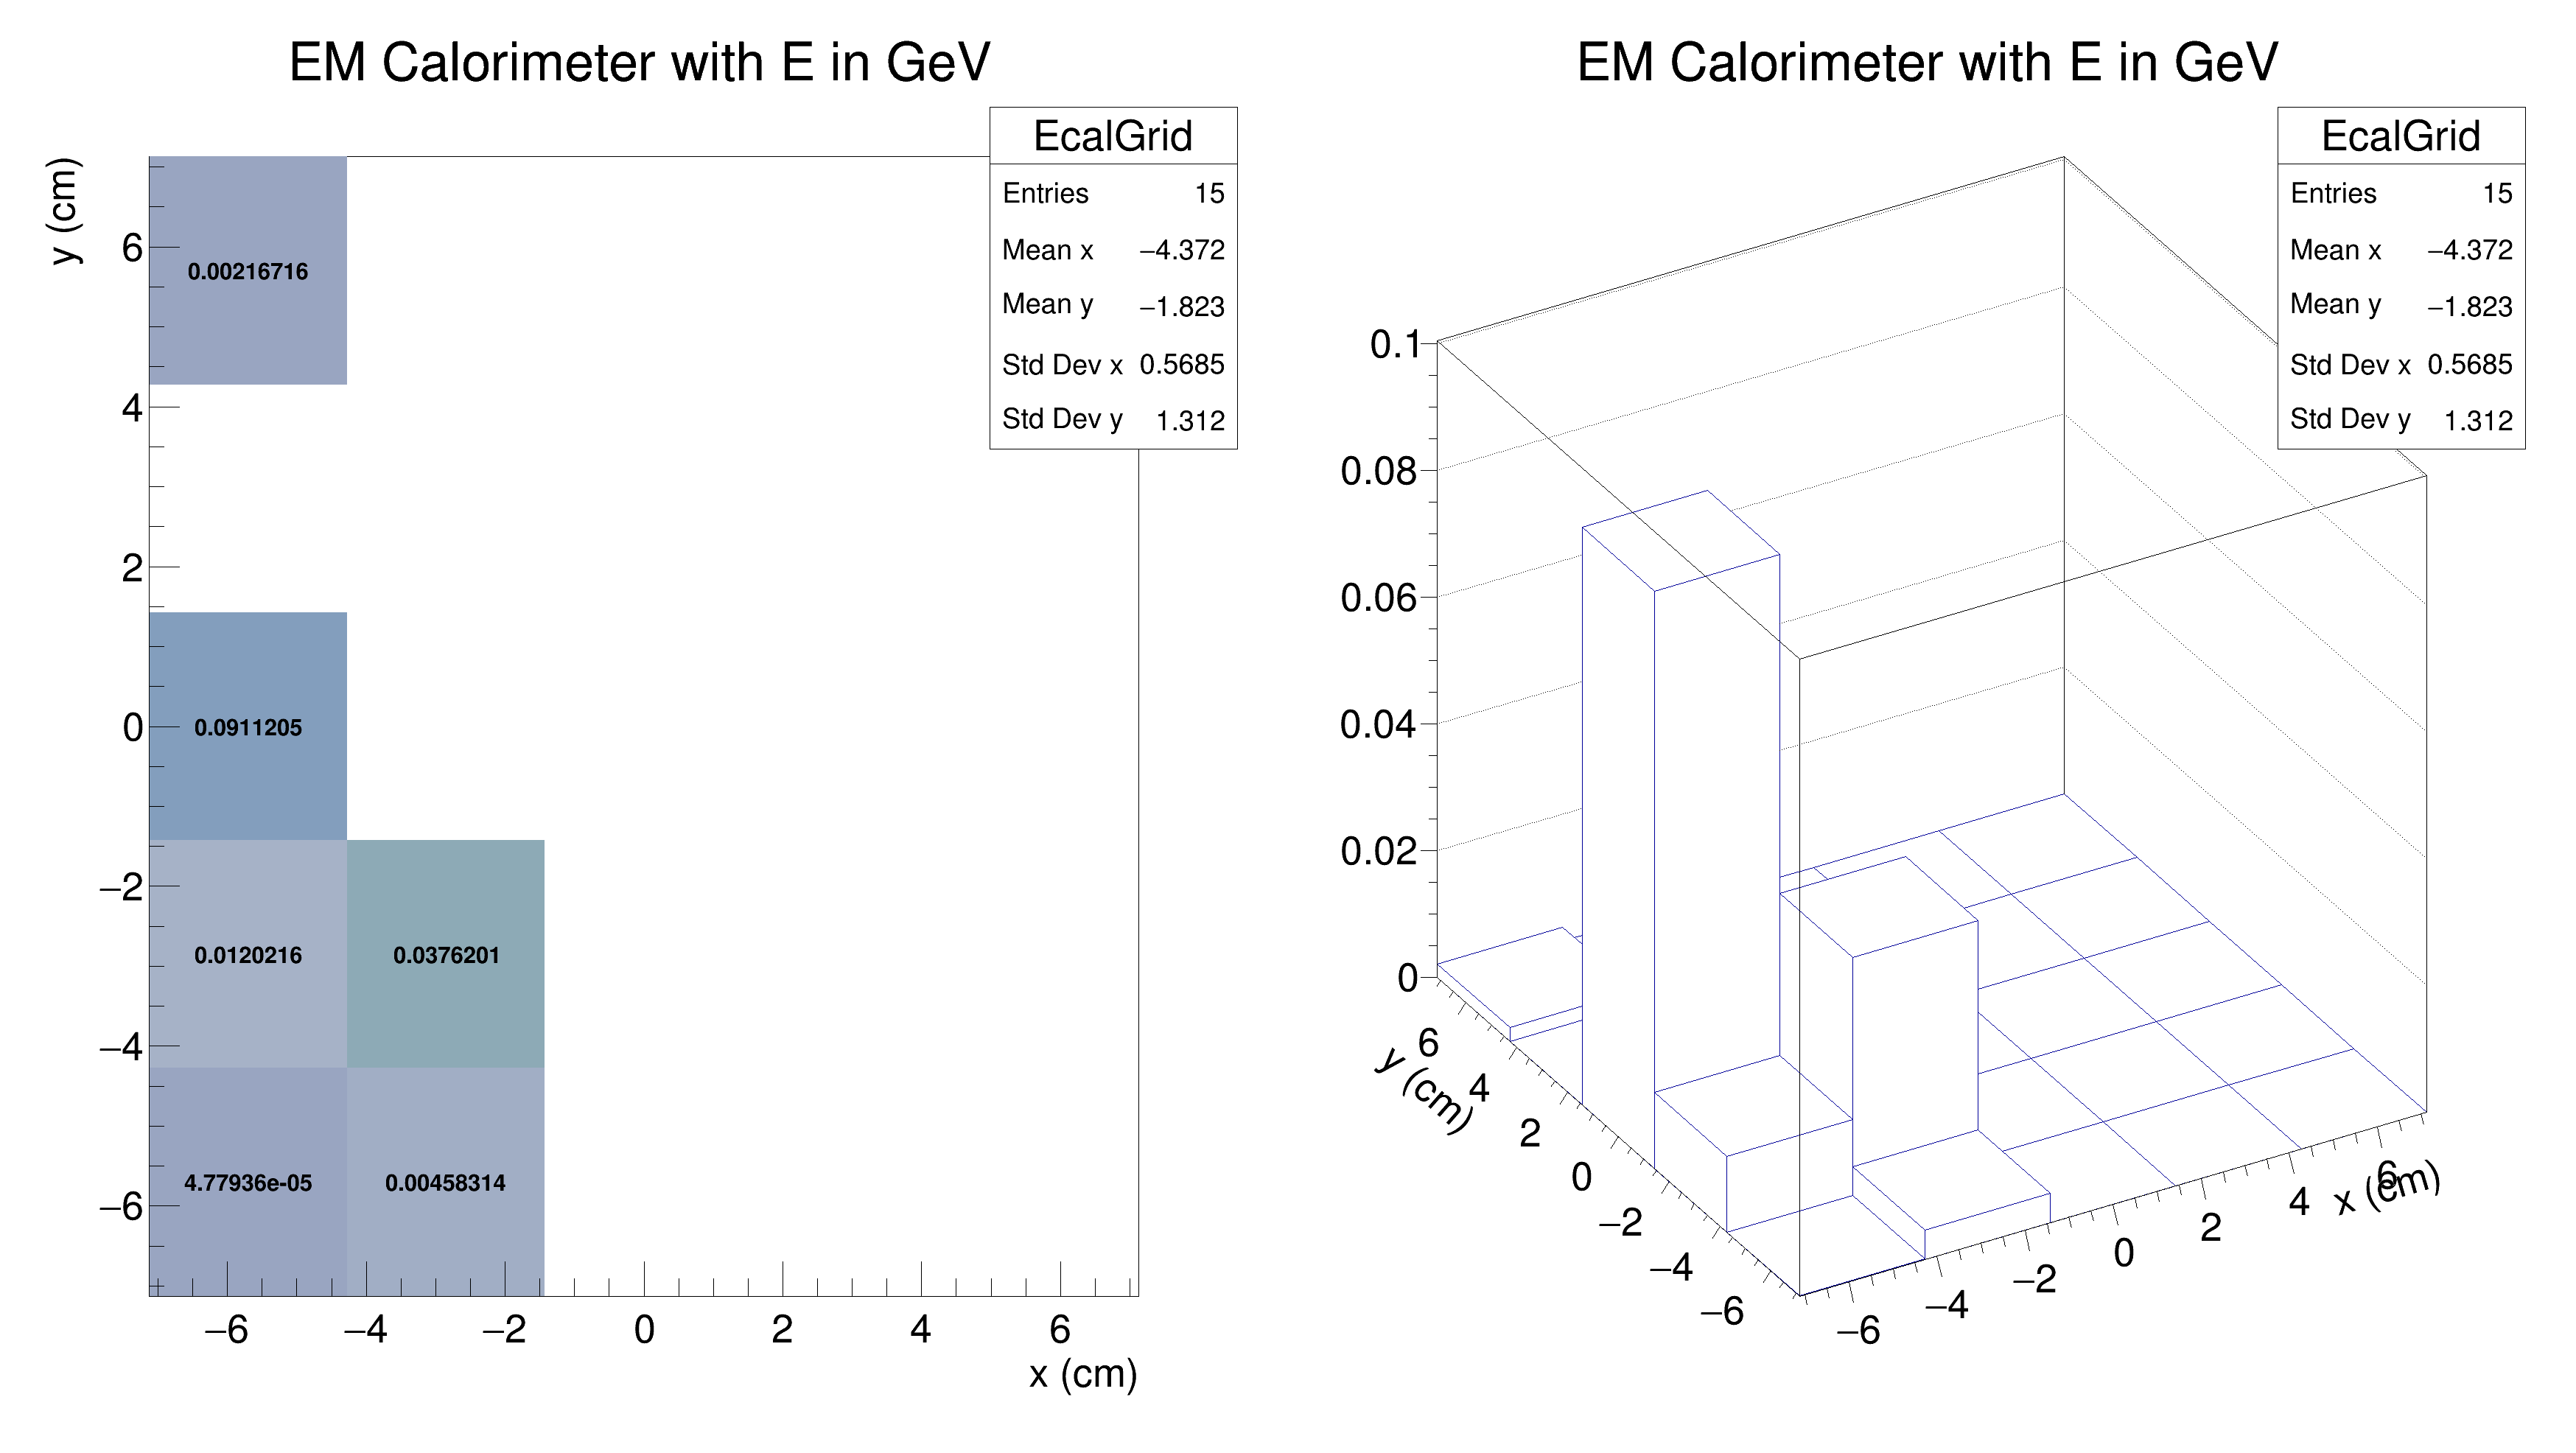 EM Calorimeter with E in GeV
EcalGrid
Entries 15
Mean x −4.372
Mean y −1.823
Std Dev x 0.5685
Std Dev y 1.312
y (cm)
6
4
2
0
−2
−4
−6
0.00216716
0.0911205
0.0120216 0.0376201
4.77936e-05 0.00458314
−6 −4 −2 0 2 4 6
x (cm)
EM Calorimeter with E in GeV
EcalGrid
Entries 15
Mean x −4.372
Mean y −1.823
Std Dev x 0.5685
Std Dev y 1.312
0.1
0.08
0.06
0.04
0.02
0
6
4
2
0
−2
−4
−6
y (cm)
−6
−4
−2
0
2
4
6
x (cm)